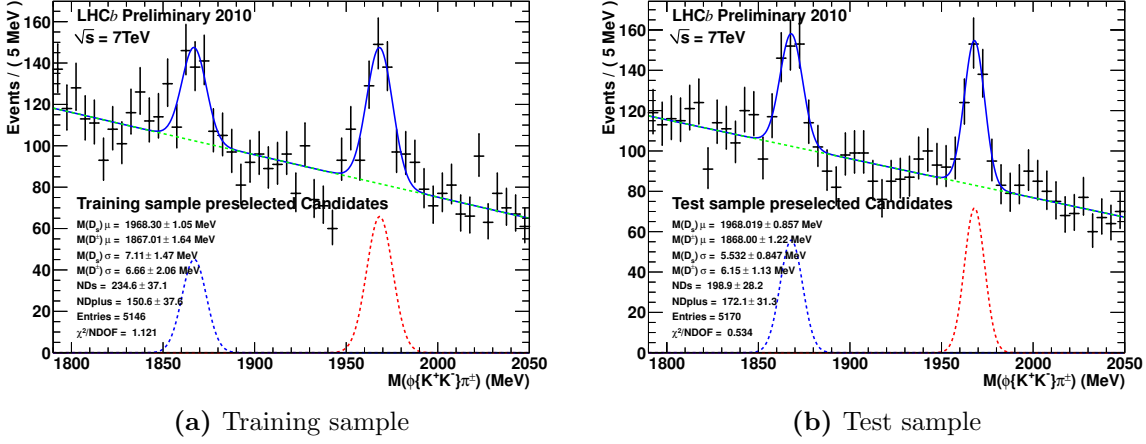 LHCb Preliminary 2010
√s = 7TeV
Events / ( 5 MeV )
160
140
120
100
80
60
40
20
0
Training sample preselected Candidates
M(Ds) μ = 1968.30 ± 1.05 MeV
M(D±) μ = 1867.01 ± 1.64 MeV
M(Ds) σ = 7.11 ± 1.47 MeV
M(D±) σ = 6.66 ± 2.06 MeV
NDs = 234.6 ± 37.1
NDplus = 150.6 ± 37.6
Entries = 5146
χ²/NDOF = 1.121
1800 1850 1900 1950 2000 2050
M(ϕ{K⁺K⁻}π±) (MeV)
(a) Training sample
LHCb Preliminary 2010
√s = 7TeV
Events / ( 5 MeV )
160
140
120
100
80
60
40
20
0
Test sample preselected Candidates
M(Ds) μ = 1968.019 ± 0.857 MeV
M(D±) μ = 1868.00 ± 1.22 MeV
M(Ds) σ = 5.532 ± 0.847 MeV
M(D±) σ = 6.15 ± 1.13 MeV
NDs = 198.9 ± 28.2
NDplus = 172.1 ± 31.3
Entries = 5170
χ²/NDOF = 0.534
1800 1850 1900 1950 2000 2050
M(ϕ{K⁺K⁻}π±) (MeV)
(b) Test sample